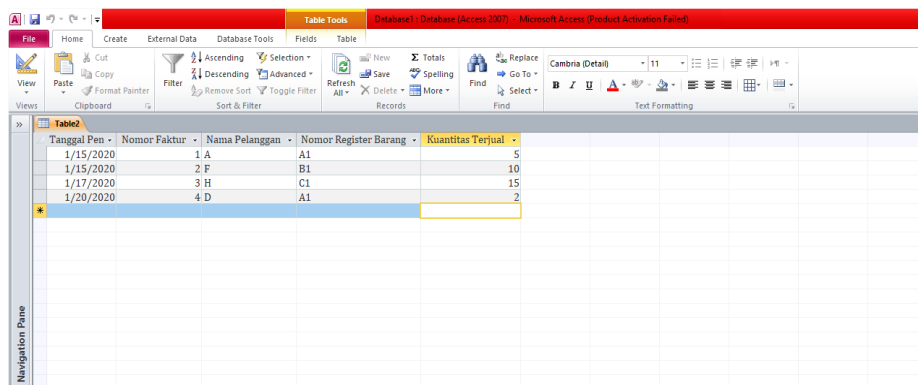 Table Tools
Database1 : Database (Access 2007) - Microsoft Access (Product Activation Failed)
File Home Create External Data Database Tools Fields Table
View
Views
Paste
Cut
Copy
Format Painter
Clipboard
Filter
Ascending
Descending
Remove Sort
Selection
Advanced
Toggle Filter
Sort & Filter
Refresh All
New
Save
Delete
Totals
Spelling
More
Records
Find
Replace
Go To
Select
Find
Cambria (Detail) 11
B I U A
Text Formatting
Table2
Tanggal Pen Nomor Faktur Nama Pelanggan Nomor Register Barang Kuantitas Terjual
1/15/2020 1 A A1 5
1/15/2020 2 F B1 10
1/17/2020 3 H C1 15
1/20/2020 4 D A1 2
Navigation Pane